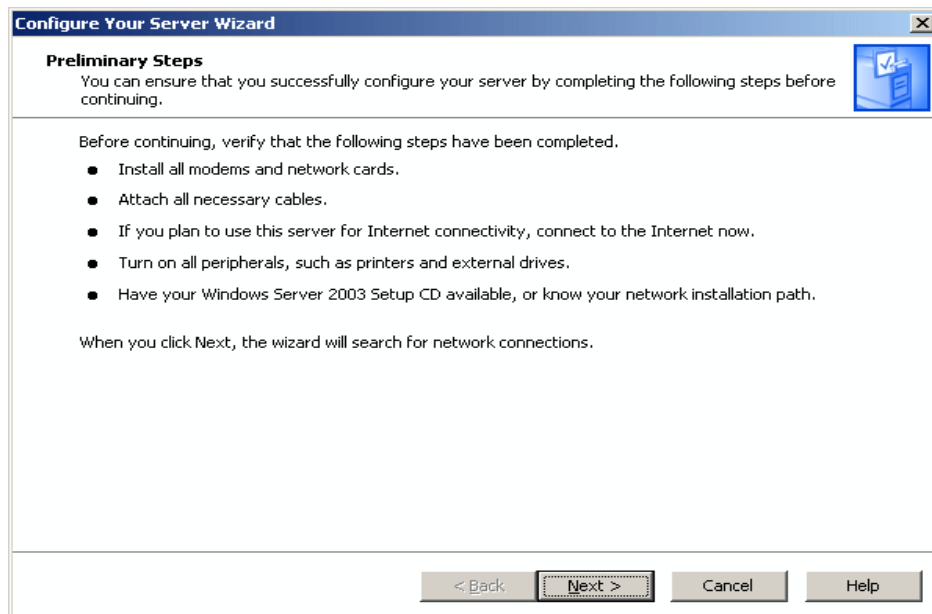 Configure Your Server Wizard
Preliminary Steps
You can ensure that you successfully configure your server by completing the following steps before
continuing.
Before continuing, verify that the following steps have been completed.
Install all modems and network cards.
Attach all necessary cables.
If you plan to use this server for Internet connectivity, connect to the Internet now.
Turn on all peripherals, such as printers and external drives.
Have your Windows Server 2003 Setup CD available, or know your network installation path.
When you click Next, the wizard will search for network connections.
< Back Next > Cancel Help